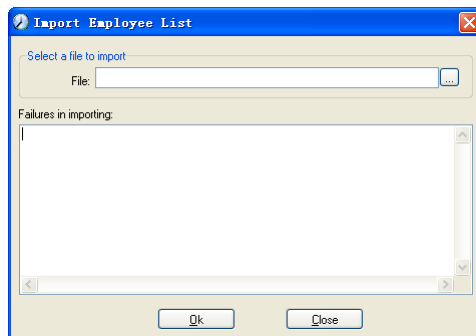 Import Employee List
Select a file to import
File:
...
Failures in importing:
Ok
Close